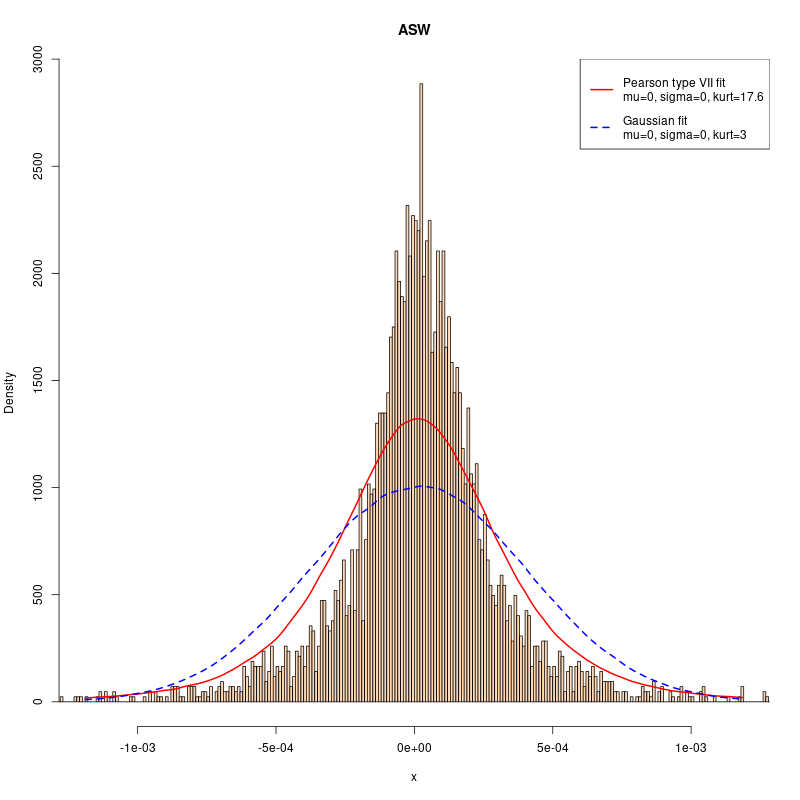 ASW
Pearson type VII fit
mu=0, sigma=0, kurt=17.6
Gaussian fit
mu=0, sigma=0, kurt=3
Density
3000
2500
2000
1500
1000
500
0
-1e-03
-5e-04
0e+00
5e-04
1e-03
x